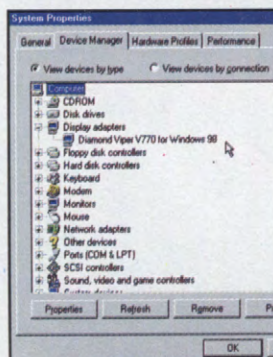 System Properties
General Device Manager Hardware Profiles Performance
View devices by type View devices by connection
Computer
CDROM
Disk drives
Display adapters
Diamond Viper V770 for Windows 98
Floppy disk controllers
Hard disk controllers
Keyboard
Modem
Monitors
Mouse
Network adapters
Other devices
Ports (COM & LPT)
SCSI controllers
Sound, video and game controllers
Properties Refresh Remove
OK